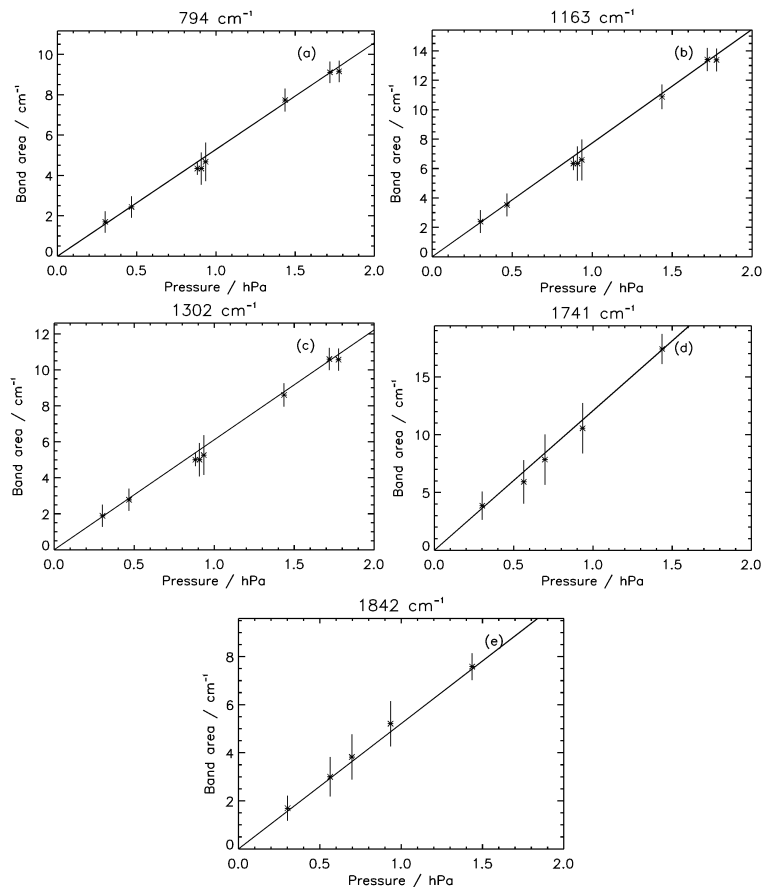 794 cm⁻¹
(a)
Band area / cm⁻¹
10
8
6
4
2
0
0.0 0.5 1.0 1.5 2.0
Pressure / hPa
1163 cm⁻¹
(b)
Band area / cm⁻¹
14
12
10
8
6
4
2
0
0.0 0.5 1.0 1.5 2.0
Pressure / hPa
1302 cm⁻¹
(c)
Band area / cm⁻¹
12
10
8
6
4
2
0
0.0 0.5 1.0 1.5 2.0
Pressure / hPa
1741 cm⁻¹
(d)
Band area / cm⁻¹
15
10
5
0
0.0 0.5 1.0 1.5 2.0
Pressure / hPa
1842 cm⁻¹
(e)
Band area / cm⁻¹
8
6
4
2
0
0.0 0.5 1.0 1.5 2.0
Pressure / hPa